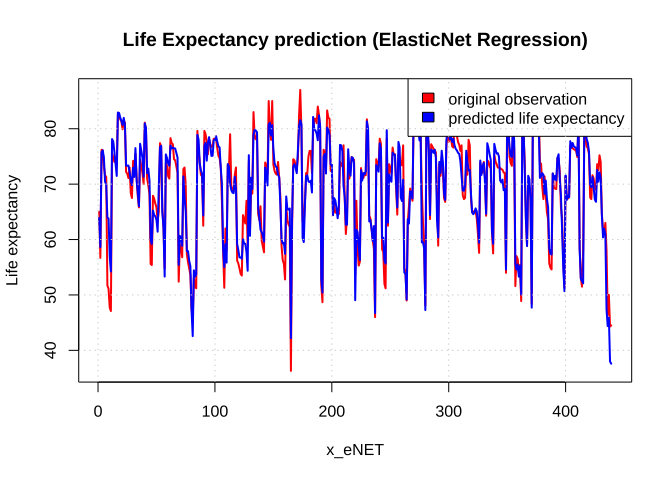 Life Expectancy prediction (ElasticNet Regression)
original observation
predicted life expectancy
Life expectancy
80
70
60
50
40
0 100 200 300 400
x_eNET